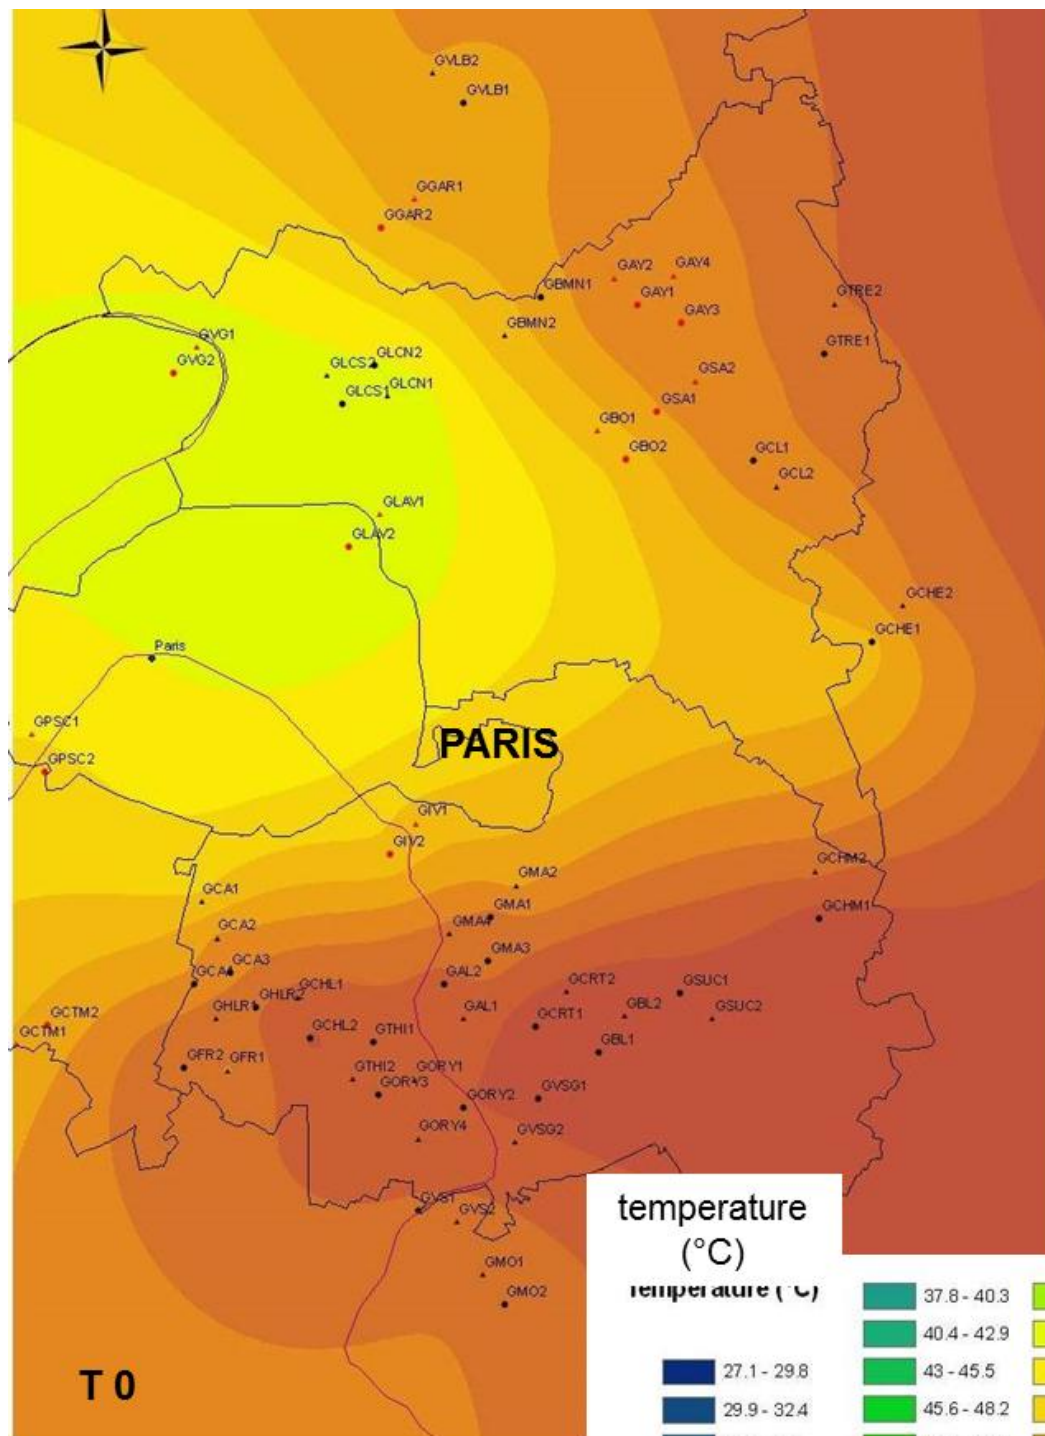 GVLB2
GVLB1
GGAR1
GGAR2
GAY2
GAY4
GBMN1
GAY1
GTRE2
GAY3
GBMN2
GVG1
GLCN2
GTRE1
GVG2
GLCS2
GLCN1
GSA2
GLCS1
GSA1
GBO1
GBO2
GCL1
GCL2
GLAV1
GLAV2
GCHE2
GCHE1
Paris
GPSC1
PARIS
GPSC2
GIV1
GIV2
GCHM2
GMA2
GCA1
GMA1
GCHM1
GCA2
GMA4
GMA3
GCA3
GAL2
GCHL1
GCRT2
GSUC1
GHLR2
GHLR1
GAL1
GBL2
GSUC2
GCTM2
GCTM1
GCHL2
GTHI1
GCRT1
GBL1
GFR2
GFR1
GTHI2
GORY1
GORY3
GVSG1
GORY2
GORY4
GVSG2
GVS1
GVS2
GMO1
GMO2
temperature
(°C)
37.8 - 40.3
40.4 - 42.9
27.1 - 29.8
43 - 45.5
29.9 - 32.4
45.6 - 48.2
T 0